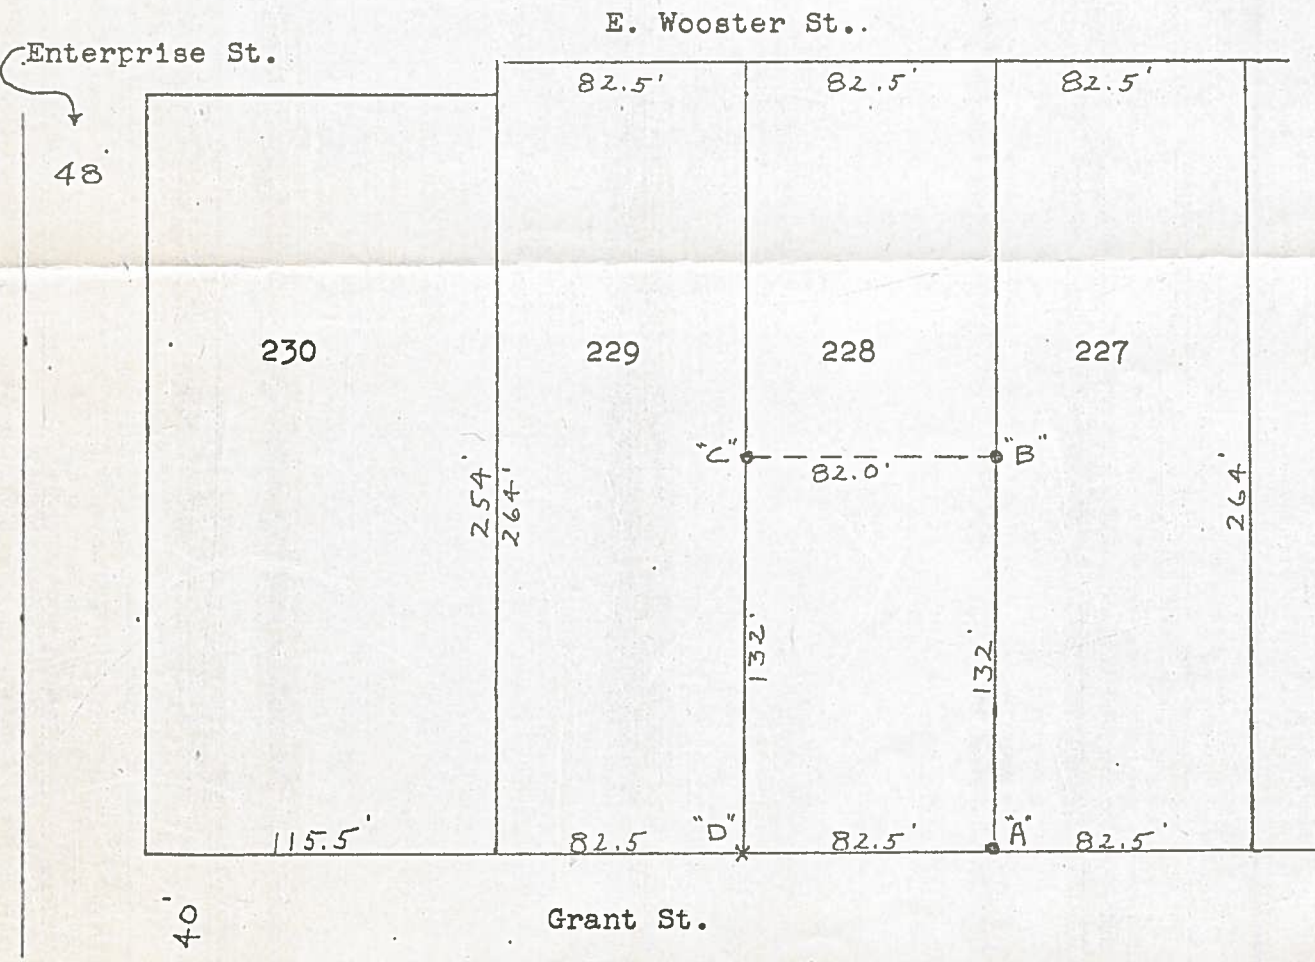 E. Wooster St..
Enterprise St.
82.5' 82.5' 82.5'
48'
230 229 228 227
"C" "B"
82.0'
254' 264' 264'
132' 132'
"D" "A"
115.5' 82.5 82.5' 82.5'
40'
Grant St.